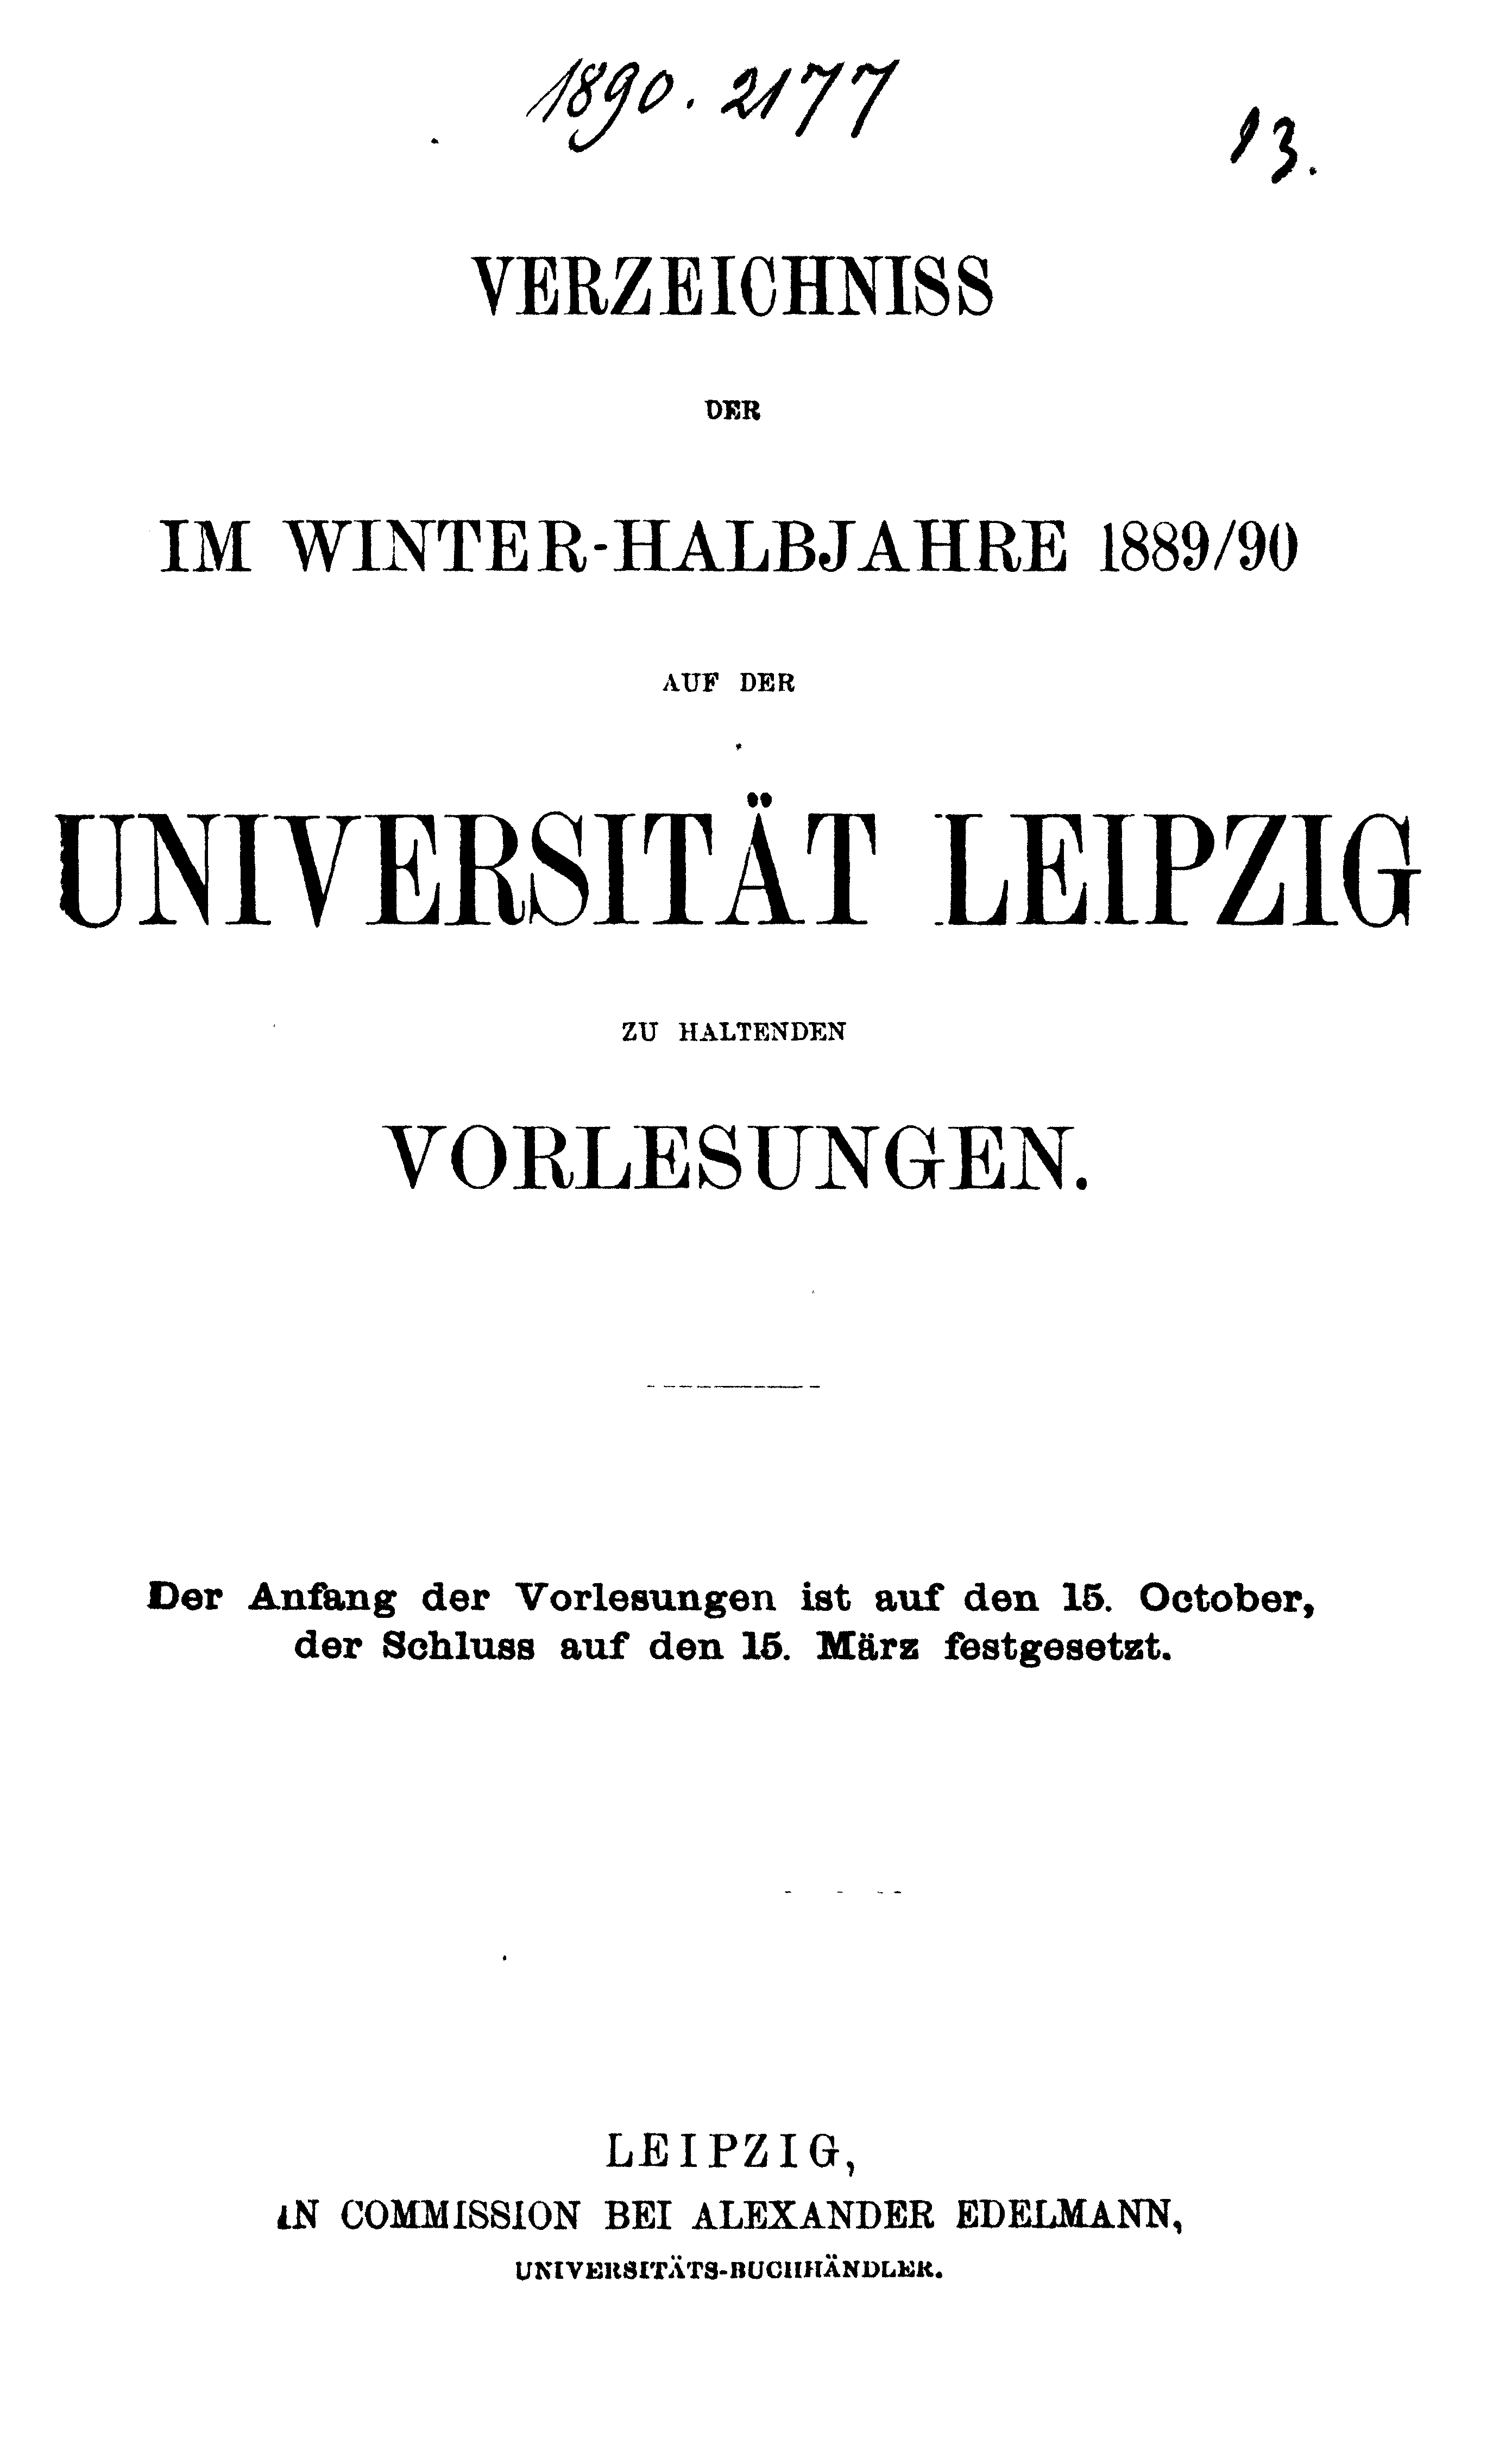 1890. 2177
13.
VERZEICHNISS
DER
IM WINTER-HALBJAHRE 1889/90
AUF DER
UNIVERSITÄT LEIPZIG
ZU HALTENDEN
VORLESUNGEN.
Der Anfang der Vorlesungen ist auf den 15. October,
der Schluss auf den 15. März festgesetzt.
LEIPZIG,
IN COMMISSION BEI ALEXANDER EDELMANN,
UNIVERSITÄTS-BUCHHÄNDLER.